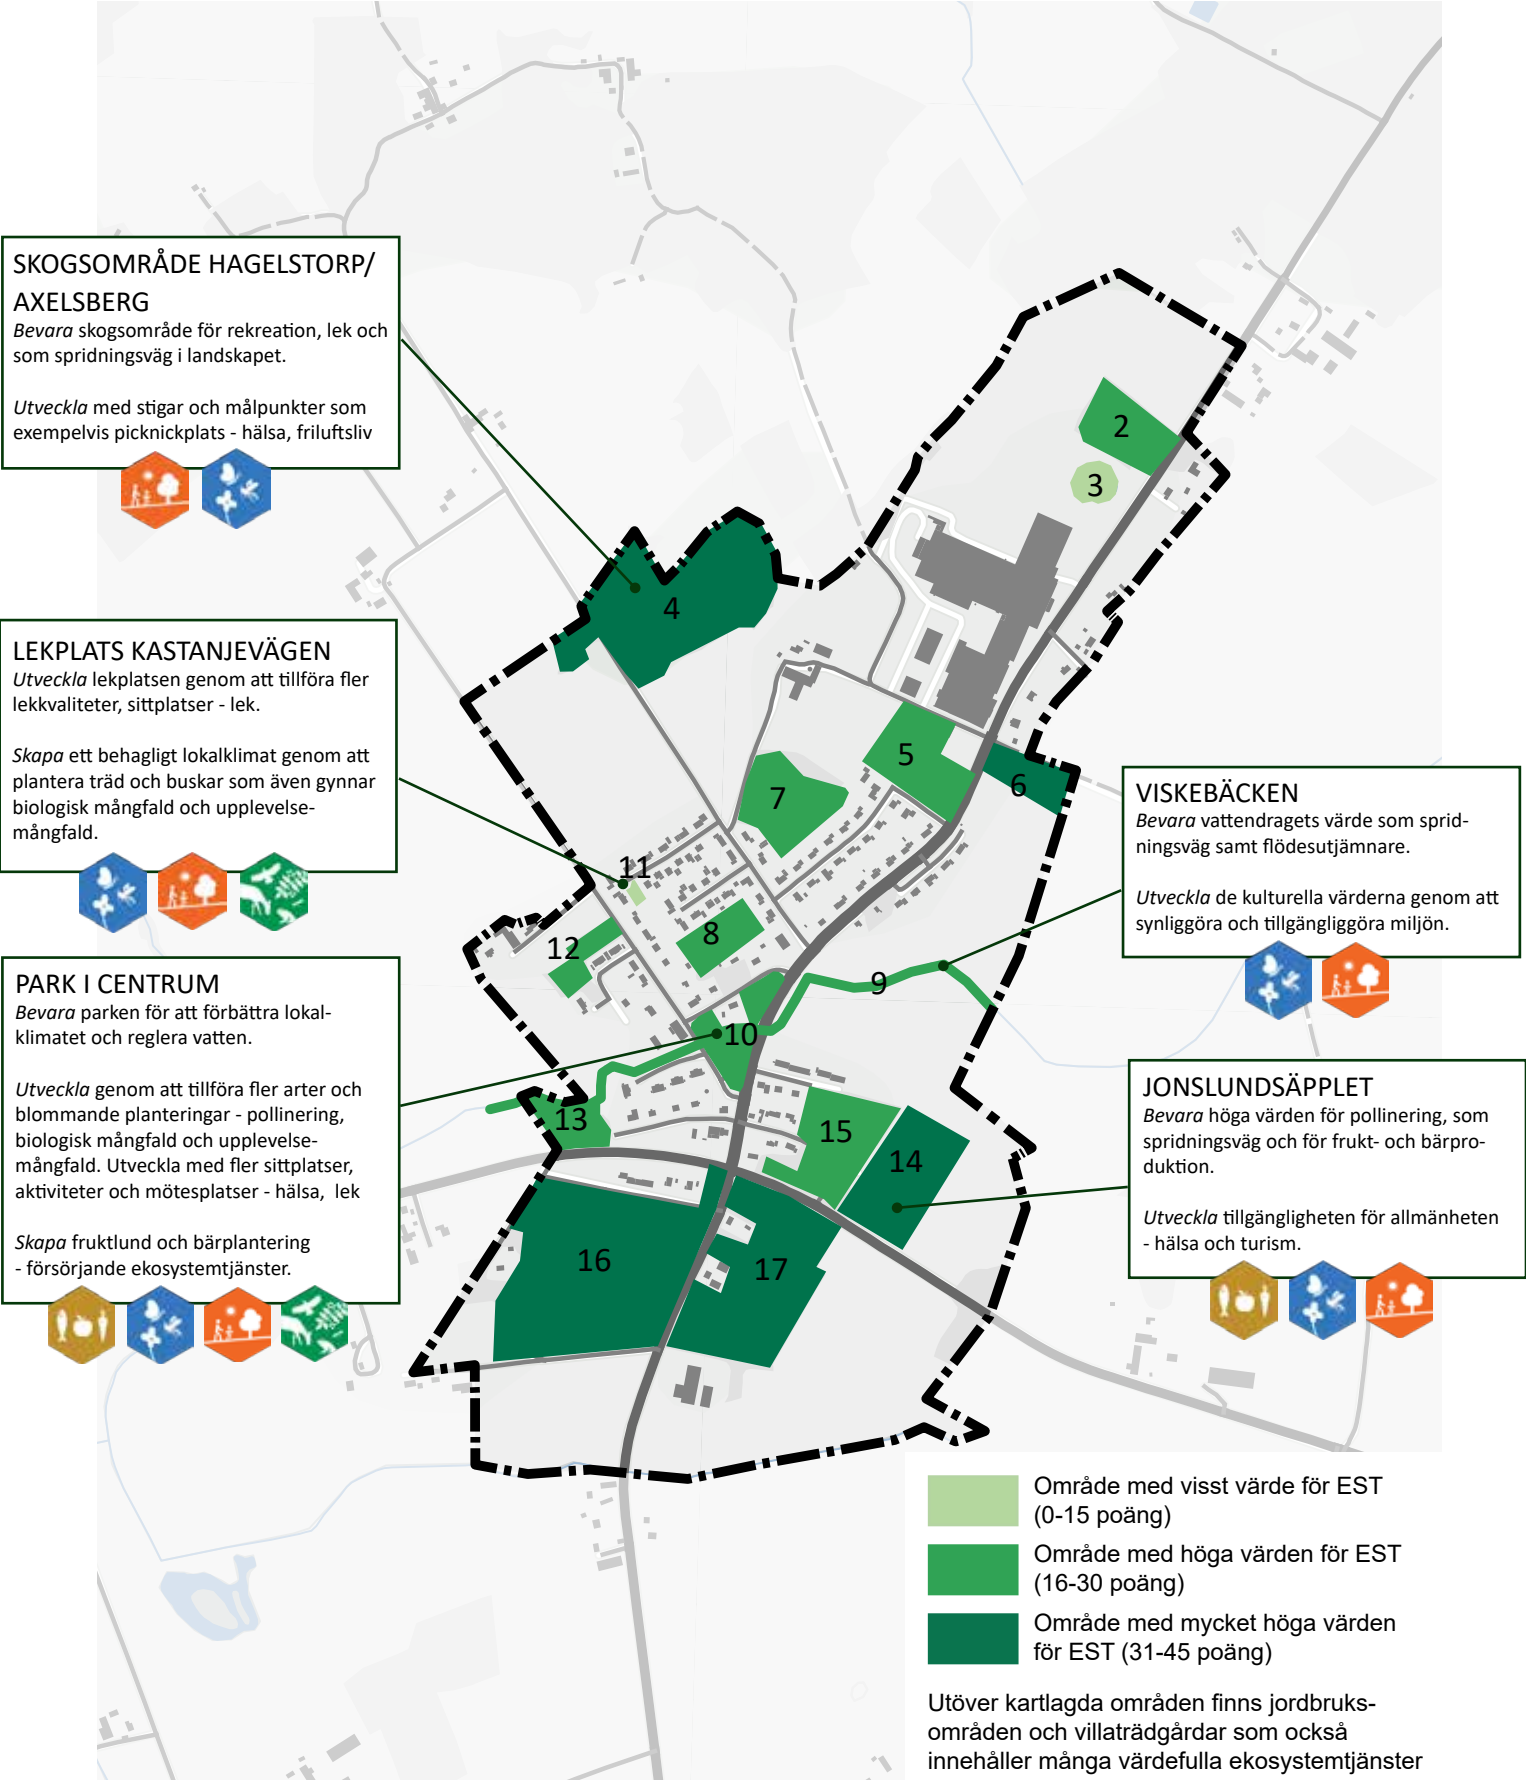 SKOGSOMRÅDE HAGELSTORP/
AXELSBERG
Bevara skogsområde för rekreation, lek och
som spridningsväg i landskapet.
Utveckla med stigar och målpunkter som
exempelvis picknickplats - hälsa, friluftsliv
LEKPLATS KASTANJEVÄGEN
Utveckla lekplatsen genom att tillföra fler
lekkvaliteter, sittplatser - lek.
Skapa ett behagligt lokalklimat genom att
plantera träd och buskar som även gynnar
biologisk mångfald och upplevelse-
mångfald.
PARK I CENTRUM
Bevara parken för att förbättra lokal-
klimatet och reglera vatten.
Utveckla genom att tillföra fler arter och
blommande planteringar - pollinering,
biologisk mångfald och upplevelse-
mångfald. Utveckla med fler sittplatser,
aktiviteter och mötesplatser - hälsa, lek
Skapa fruktlund och bärplantering
- försörjande ekosystemtjänster.
2
3
4
5
6
7
11
8
12
9
10
13
15
14
16
17
VISKEBÄCKEN
Bevara vattendragets värde som sprid-
ningsväg samt flödesutjämnare.
Utveckla de kulturella värderna genom att
synliggöra och tillgängliggöra miljön.
JONSLUNDSÄPPLET
Bevara höga värden för pollinering, som
spridningsväg och för frukt- och bärpro-
duktion.
Utveckla tillgängligheten för allmänheten
- hälsa och turism.
Område med visst värde för EST
(0-15 poäng)
Område med höga värden för EST
(16-30 poäng)
Område med mycket höga värden
för EST (31-45 poäng)
Utöver kartlagda områden finns jordbruks-
områden och villaträdgårdar som också
innehåller många värdefulla ekosystemtjänster